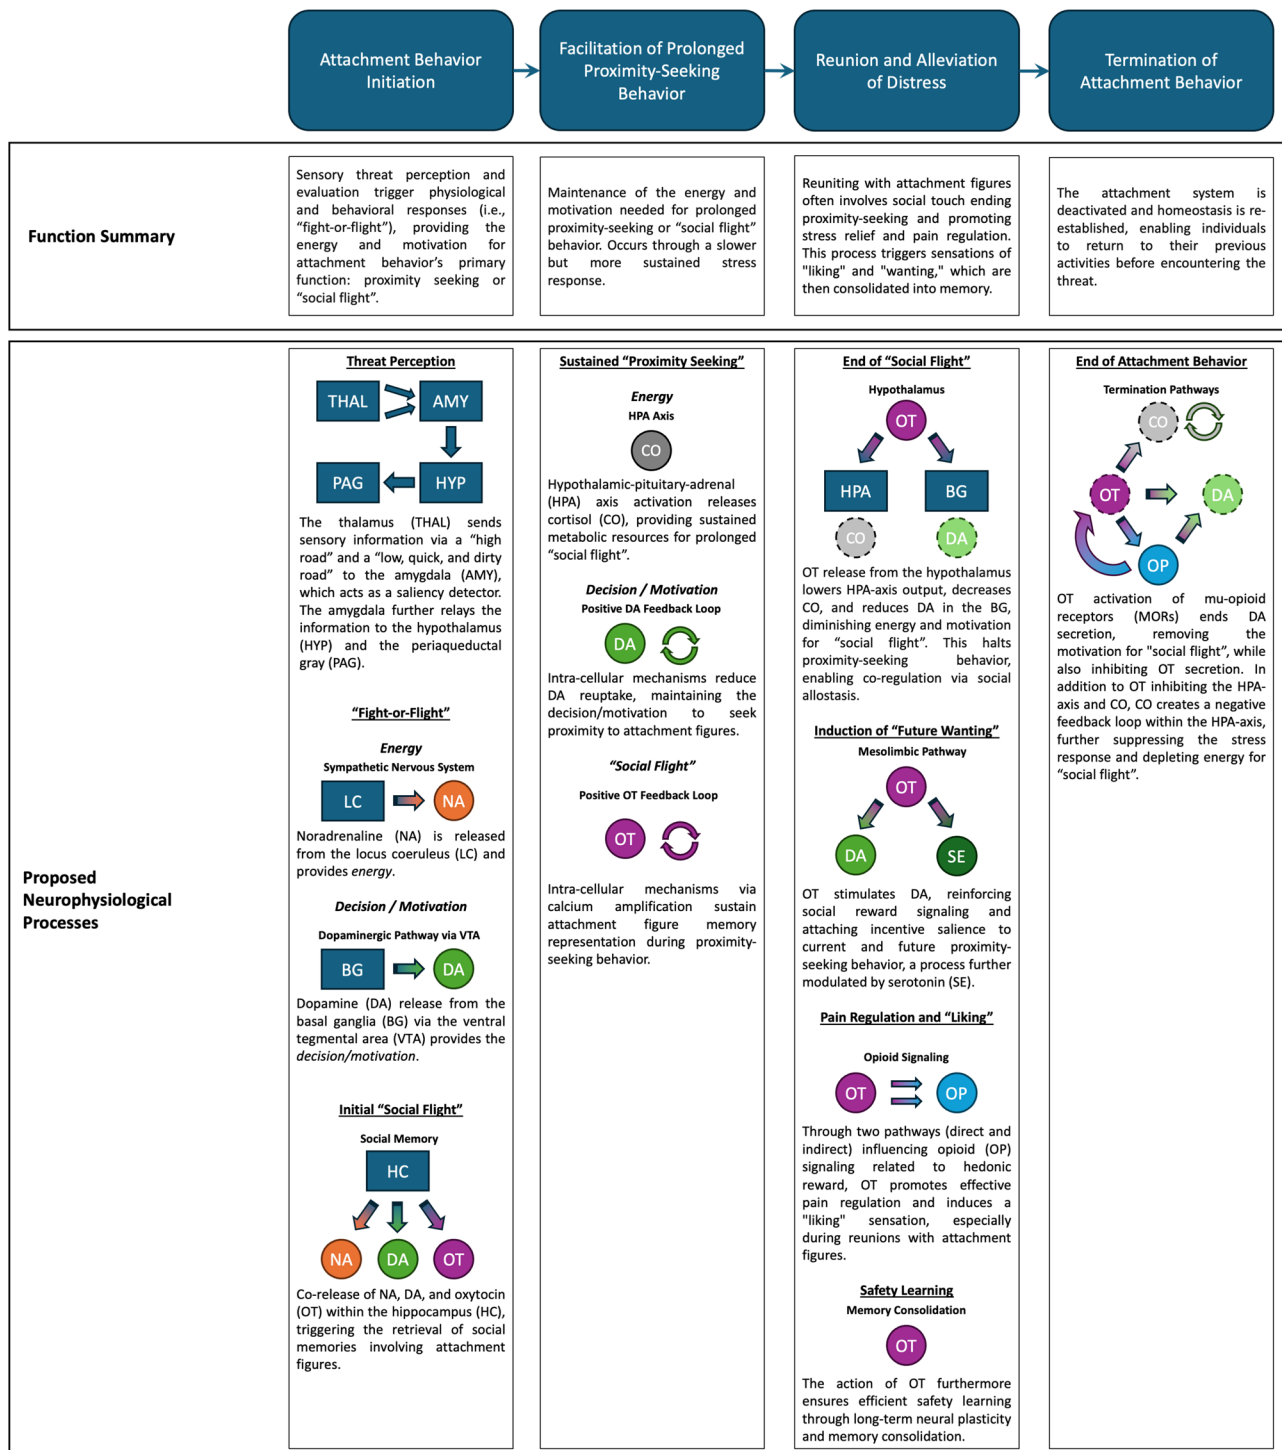 Attachment Behavior
Initiation
Facilitation of Prolonged
Proximity-Seeking
Behavior
Reunion and Alleviation
of Distress
Termination of
Attachment Behavior
Function Summary
Sensory threat perception and
evaluation trigger physiological
and behavioral responses (i.e.,
“fight-or-flight”), providing the
energy and motivation for
attachment behavior’s primary
function: proximity seeking or
“social flight”.
Maintenance of the energy and
motivation needed for prolonged
proximity-seeking or “social flight”
behavior. Occurs through a slower
but more sustained stress
response.
Reuniting with attachment figures
often involves social touch ending
proximity-seeking and promoting
stress relief and pain regulation.
This process triggers sensations of
"liking" and "wanting," which are
then consolidated into memory.
The attachment system is
deactivated and homeostasis is re-
established, enabling individuals
to return to their previous
activities before encountering the
threat.
Proposed
Neurophysiological
Processes
Threat Perception
THAL
AMY
PAG
HYP
The thalamus (THAL) sends
sensory information via a “high
road” and a “low, quick, and dirty
road” to the amygdala (AMY),
which acts as a saliency detector.
The amygdala further relays the
information to the hypothalamus
(HYP) and the periaqueductal
gray (PAG).
“Fight-or-Flight”
Energy
Sympathetic Nervous System
LC
NA
Noradrenaline (NA) is released
from the locus coeruleus (LC) and
provides energy.
Decision / Motivation
Dopaminergic Pathway via VTA
BG
DA
Dopamine (DA) release from the
basal ganglia (BG) via the ventral
tegmental area (VTA) provides the
decision/motivation.
Initial “Social Flight”
Social Memory
HC
NA
DA
OT
Co-release of NA, DA, and oxytocin
(OT) within the hippocampus (HC),
triggering the retrieval of social
memories involving attachment
figures.
Sustained “Proximity Seeking”
Energy
HPA Axis
CO
Hypothalamic-pituitary-adrenal
(HPA) axis activation releases
cortisol (CO), providing sustained
metabolic resources for prolonged
“social flight”.
Decision / Motivation
Positive DA Feedback Loop
DA
Intra-cellular mechanisms reduce
DA reuptake, maintaining the
decision/motivation to seek
proximity to attachment figures.
“Social Flight”
Positive OT Feedback Loop
OT
Intra-cellular mechanisms via
calcium amplification sustain
attachment figure memory
representation during proximity-
seeking behavior.
End of “Social Flight”
Hypothalamus
OT
HPA
BG
CO
DA
OT release from the hypothalamus
lowers HPA-axis output, decreases
CO, and reduces DA in the BG,
diminishing energy and motivation
for “social flight”. This halts
proximity-seeking behavior,
enabling co-regulation via social
allostasis.
Induction of “Future Wanting”
Mesolimbic Pathway
OT
DA
SE
OT stimulates DA, reinforcing
social reward signaling and
attaching incentive salience to
current and future proximity-
seeking behavior, a process further
modulated by serotonin (SE).
Pain Regulation and “Liking”
Opioid Signaling
OT
OP
Through two pathways (direct and
indirect) influencing opioid (OP)
signaling related to hedonic
reward, OT promotes effective
pain regulation and induces a
"liking" sensation, especially
during reunions with attachment
figures.
Safety Learning
Memory Consolidation
OT
The action of OT furthermore
ensures efficient safety learning
through long-term neural plasticity
and memory consolidation.
End of Attachment Behavior
Termination Pathways
CO
OT
DA
OP
OT activation of mu-opioid
receptors (MORs) ends DA
secretion, removing the
motivation for "social flight", while
also inhibiting OT secretion. In
addition to OT inhibiting the HPA-
axis and CO, CO creates a negative
feedback loop within the HPA-axis,
further suppressing the stress
response and depleting energy for
“social flight”.